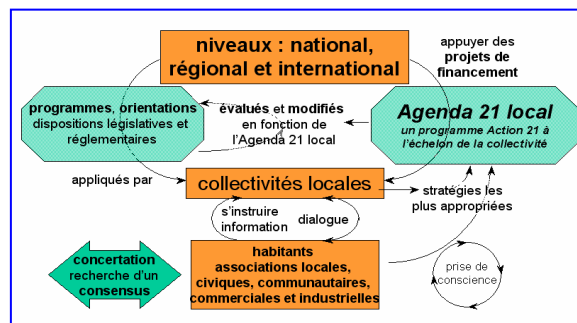 niveaux : national,
régional et international
appuyer des
projets de
financement
programmes, orientations
dispositions législatives et
réglementaires
évalués et modifiés
en fonction de
l'Agenda 21 local
Agenda 21 local
un programme Action 21 à
l'échelon de la collectivité
appliqués par
collectivités locales
stratégies les
plus appropriées
s'instruire
information
dialogue
concertation
recherche d'un
consensus
habitants
associations locales,
civiques, communautaires,
commerciales et industrielles
prise de
conscience